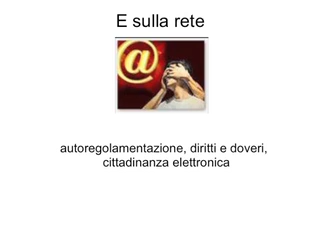 E sulla rete
@
autoregolamentazione, diritti e doveri,
cittadinanza elettronica